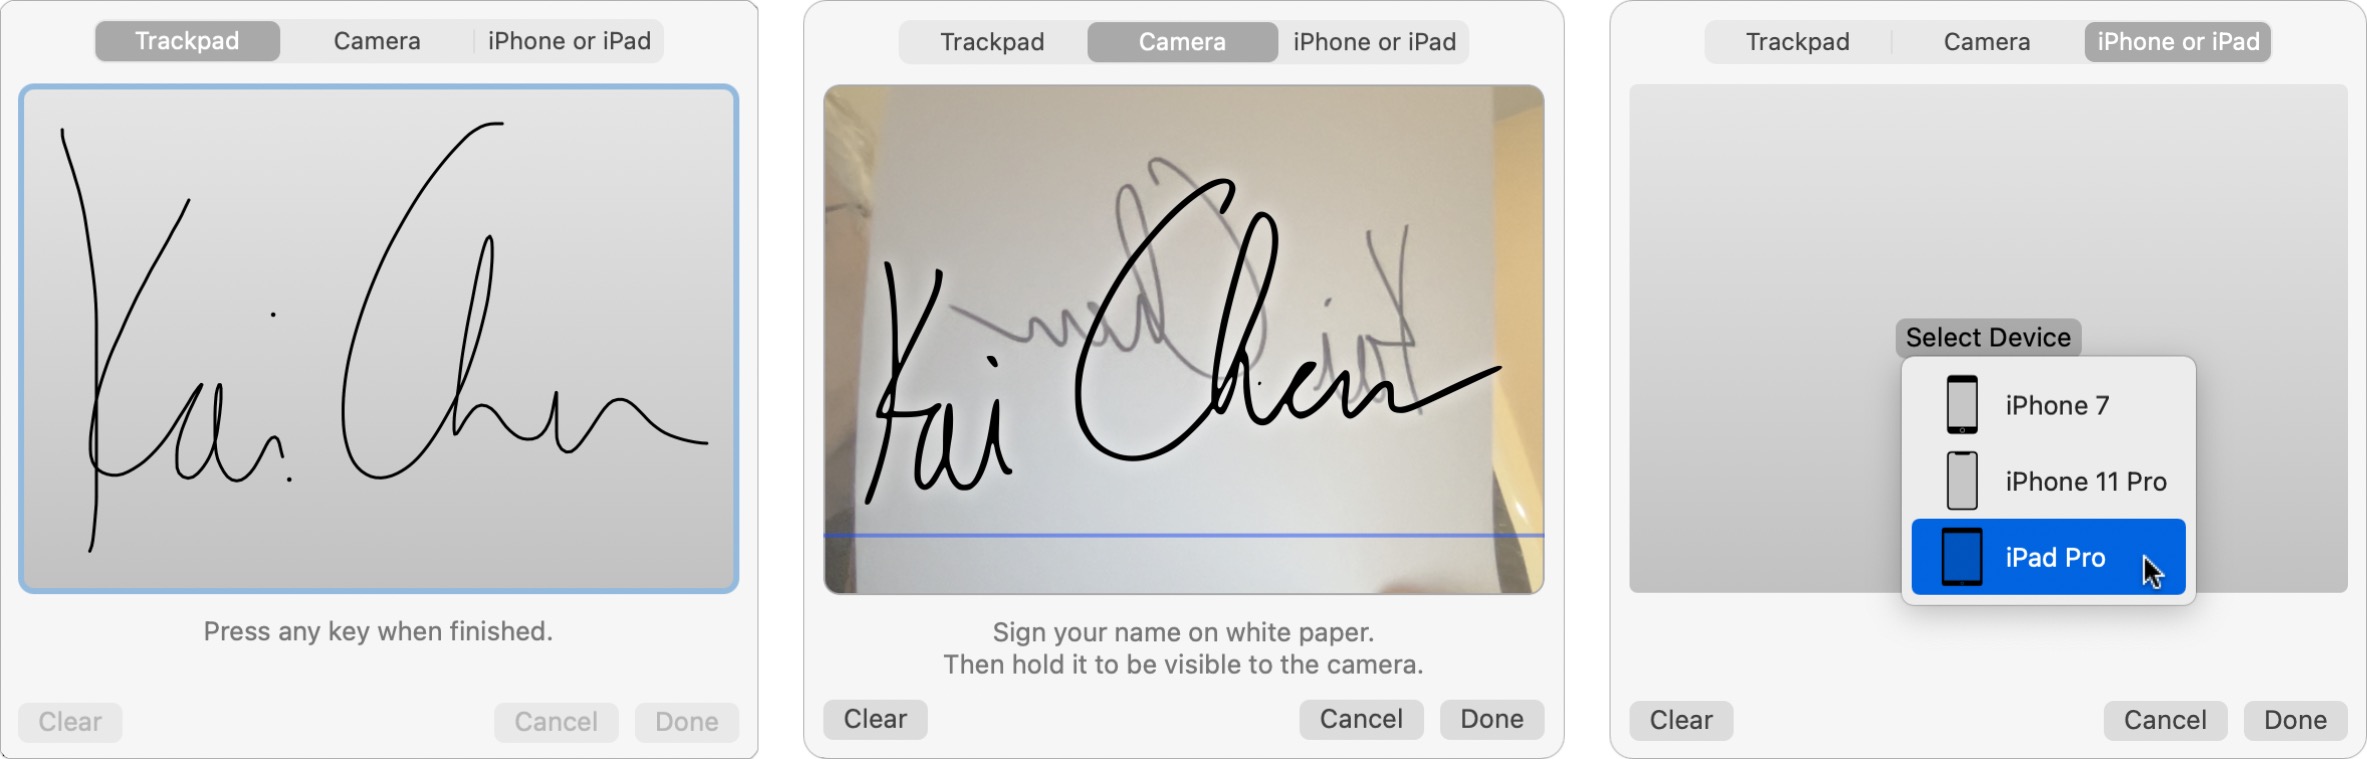 Trackpad Camera iPhone or iPad
Kai Chen
Press any key when finished.
Clear Cancel Done
Trackpad Camera iPhone or iPad
Kai Chen
Kai Chen
Sign your name on white paper.
Then hold it to be visible to the camera.
Clear Cancel Done
Trackpad Camera iPhone or iPad
Select Device
iPhone 7
iPhone 11 Pro
iPad Pro
Clear Cancel Done